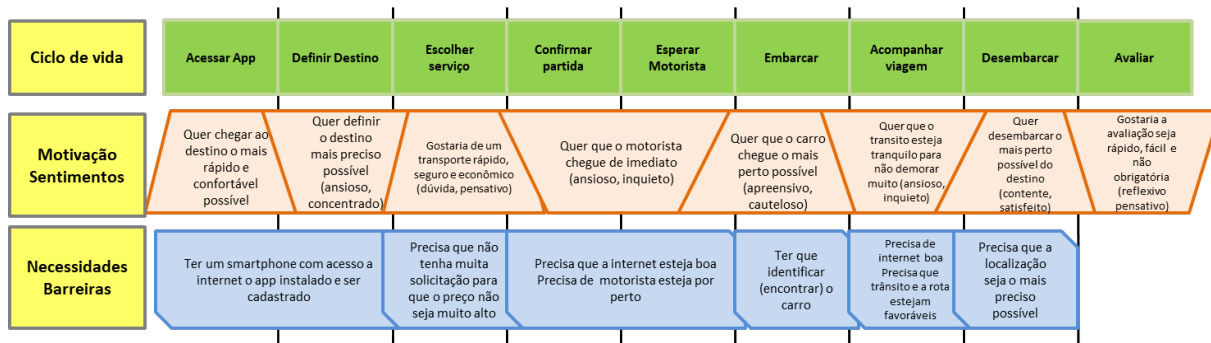 Ciclo de vida
Acessar App
Definir Destino
Escolher
serviço
Confirmar
partida
Esperar
Motorista
Embarcar
Acompanhar
viagem
Desembarcar
Avaliar
Motivação
Sentimentos
Quer chegar ao
destino o mais
rápido e
confortável
possível
Quer definir
o destino
mais preciso
possível
(ansioso,
concentrado)
Gostaria de um
transporte rápido,
seguro e econômico
(dúvida, pensativo)
Quer que o motorista
chegue de imediato
(ansioso, inquieto)
Quer que o carro
chegue o mais
perto possível
(apreensivo,
cauteloso)
Quer que o
transito esteja
tranquilo para
não demorar
muito (ansioso,
inquieto)
Quer
desembarcar o
mais perto
possível do
destino
(contente,
satisfeito)
Gostaria a
avaliação seja
rápido, fácil e
não
obrigatória
(reflexivo
pensativo)
Necessidades
Barreiras
Ter um smartphone com acesso a
internet o app instalado e ser
cadastrado
Precisa que não
tenha muita
solicitação para
que o preço não
seja muito alto
Precisa que a internet esteja boa
Precisa de motorista esteja por
perto
Ter que
identificar
(encontrar) o
carro
Precisa de
internet boa
Precisa que
trânsito e a rota
estejam
favoráveis
Precisa que a
localização
seja o mais
preciso
possível